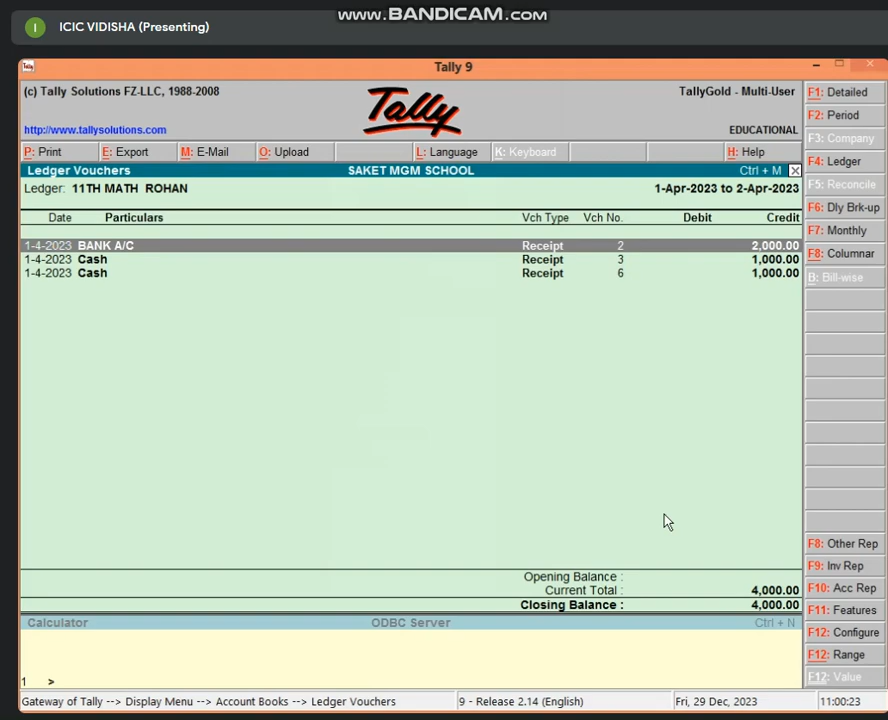 www.BANDICAM.com
I ICIC VIDISHA (Presenting)
Tally 9
(c) Tally Solutions FZ-LLC, 1988-2008
Tally
TallyGold - Multi-User
http://www.tallysolutions.com
EDUCATIONAL
P: Print E: Export M: E-Mail O: Upload L: Language K: Keyboard H: Help
Ledger Vouchers SAKET MGM SCHOOL Ctrl + M
Ledger: 11TH MATH ROHAN 1-Apr-2023 to 2-Apr-2023
Date Particulars Vch Type Vch No. Debit Credit
1-4-2023 BANK A/C Receipt 2 2,000.00
1-4-2023 Cash Receipt 3 1,000.00
1-4-2023 Cash Receipt 6 1,000.00
Opening Balance :
Current Total : 4,000.00
Closing Balance : 4,000.00
Calculator ODBC Server Ctrl + N
1 >
Gateway of Tally --> Display Menu --> Account Books --> Ledger Vouchers 9 - Release 2.14 (English) Fri, 29 Dec, 2023 11:00:23
F1: Detailed
F2: Period
F3: Company
F4: Ledger
F5: Reconcile
F6: Dly Brk-up
F7: Monthly
F8: Columnar
B: Bill-wise
F8: Other Rep
F9: Inv Rep
F10: Acc Rep
F11: Features
F12: Configure
F12: Range
F12: Value